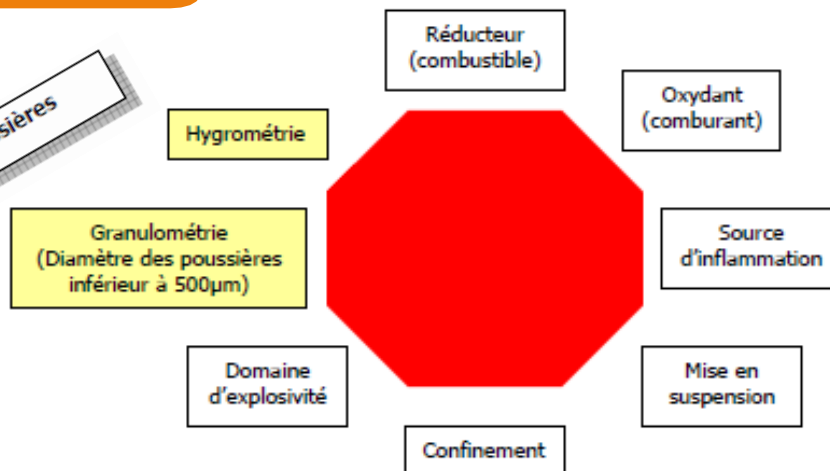 Réducteur
(combustible)
Oxydant
(comburant)
Hygrométrie
Granulométrie
(Diamètre des poussières
inférieur à 500µm)
Source
d'inflammation
Domaine
d'explosivité
Mise en
suspension
Confinement